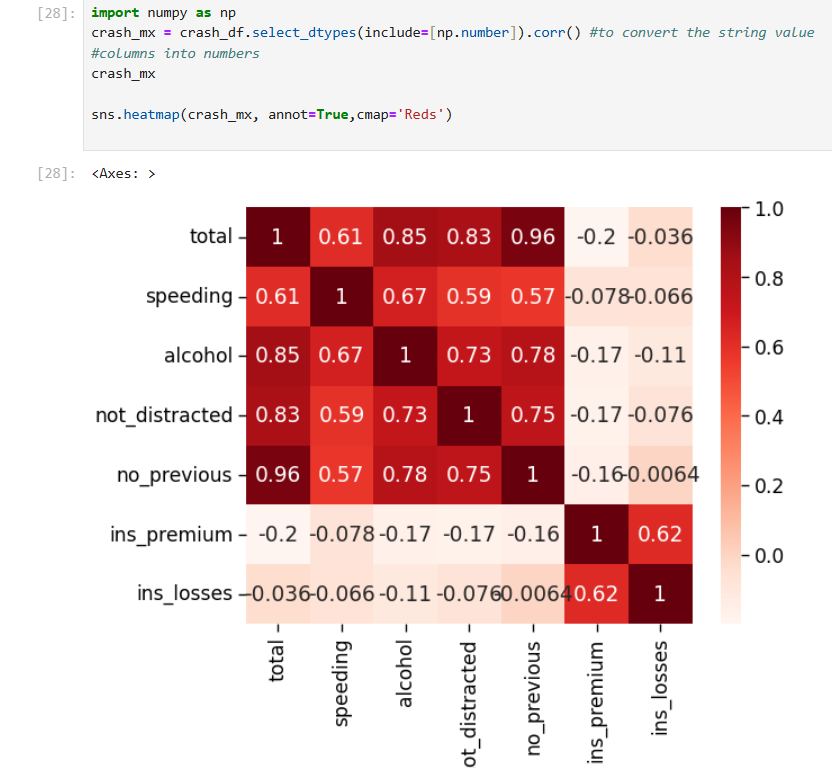 [28]: import numpy as np
crash_mx = crash_df.select_dtypes(include=[np.number]).corr() #to convert the string value
#columns into numbers
crash_mx
sns.heatmap(crash_mx, annot=True,cmap='Reds')
[28]: <Axes: >
total 1 0.61 0.85 0.83 0.96 -0.2 -0.036
speeding 0.61 1 0.67 0.59 0.57 -0.078 -0.066
alcohol 0.85 0.67 1 0.73 0.78 -0.17 -0.11
not_distracted 0.83 0.59 0.73 1 0.75 -0.17 -0.076
no_previous 0.96 0.57 0.78 0.75 1 -0.16 -0.0064
ins_premium -0.2 -0.078 -0.17 -0.17 -0.16 1 0.62
ins_losses -0.036 -0.066 -0.11 -0.076 -0.0064 0.62 1
total
speeding
alcohol
ot_distracted
no_previous
ins_premium
ins_losses
1.0
0.8
0.6
0.4
0.2
0.0